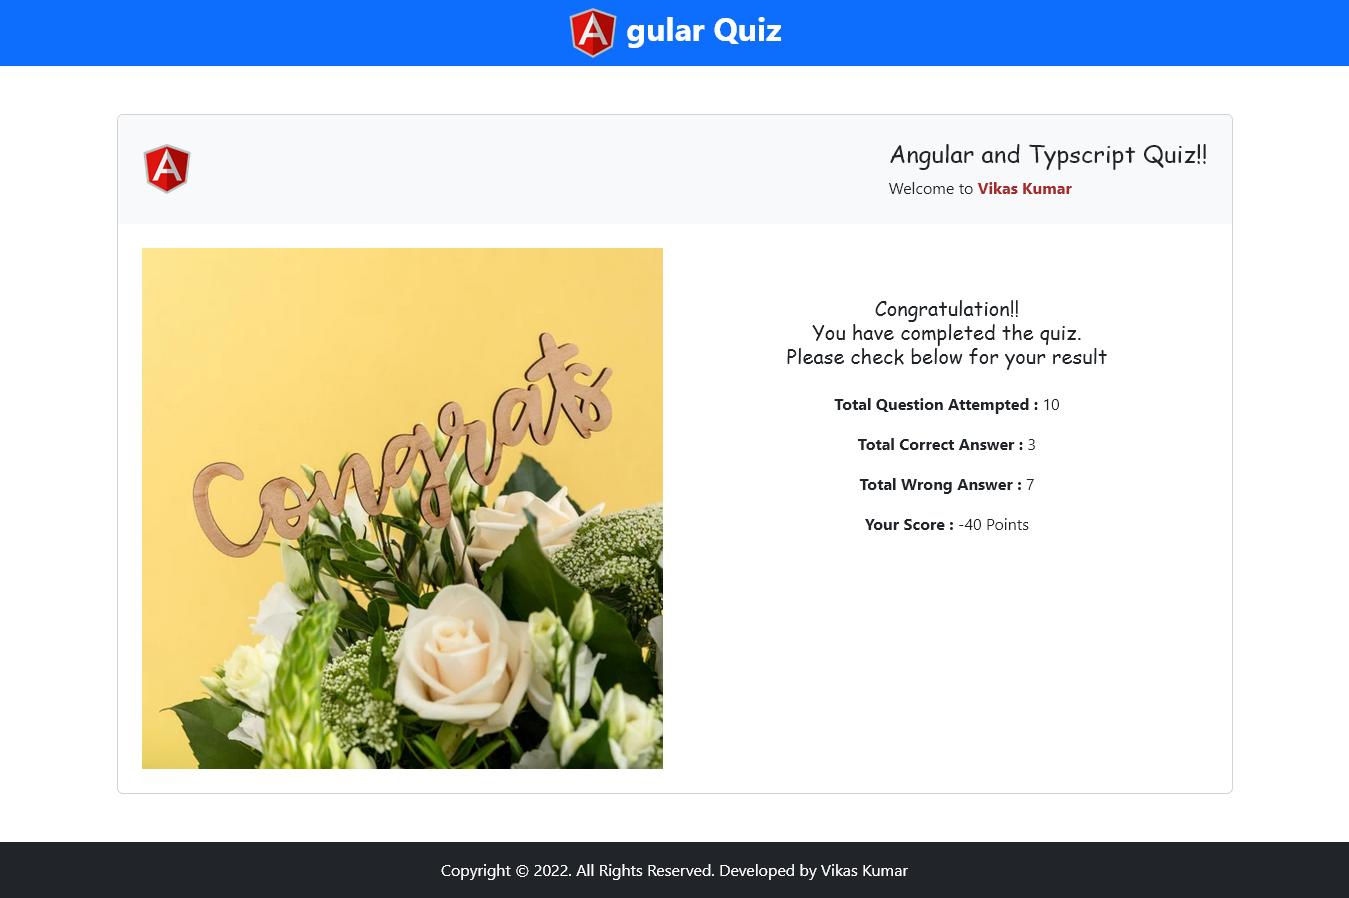 A gular Quiz
A
Angular and Typscript Quiz!!
Welcome to Vikas Kumar
Congrats
Congratulation!!
You have completed the quiz.
Please check below for your result
Total Question Attempted : 10
Total Correct Answer : 3
Total Wrong Answer : 7
Your Score : -40 Points
Copyright © 2022. All Rights Reserved. Developed by Vikas Kumar